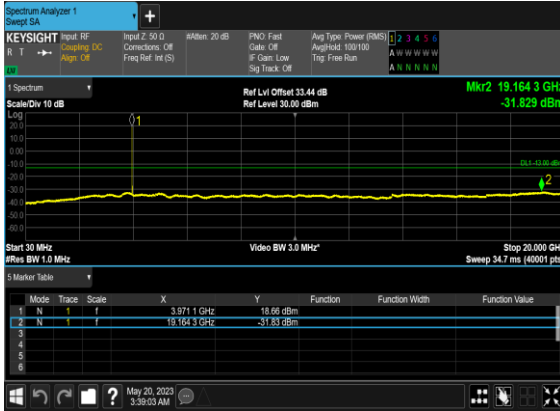 Spectrum Analyzer 1
Swept SA
+
KEYSIGHT
R T
Input: RF
Coupling: DC
Align: Off
Input Z: 50 Ω
Corrections: Off
Freq Ref: Int (S)
#Atten: 20 dB
PNO: Fast
Gate: Off
IF Gain: Low
Sig Track: Off
Avg Type: Power (RMS)
Avg|Hold: 100/100
Trig: Free Run
1 2 3 4 5 6
A W W W W W
A N N N N N
1 Spectrum
Scale/Div 10 dB
Ref Lvl Offset 33.44 dB
Ref Level 30.00 dBm
Mkr2 19.164 3 GHz
-31.829 dBm
Log
20.0
10.0
0.00
-10.0
-20.0
-30.0
-40.0
-50.0
-60.0
1
DL1 -13.00 dB
2
Start 30 MHz
#Res BW 1.0 MHz
Video BW 3.0 MHz*
Stop 20.000 GH
Sweep 34.7 ms (40001 pts
5 Marker Table
Mode Trace Scale X Y Function Function Width Function Value
1 N 1 f 3.971 1 GHz 18.66 dBm
2 N 1 f 19.164 3 GHz -31.83 dBm
3
4
5
6
?
May 20, 2023
3:39:03 AM